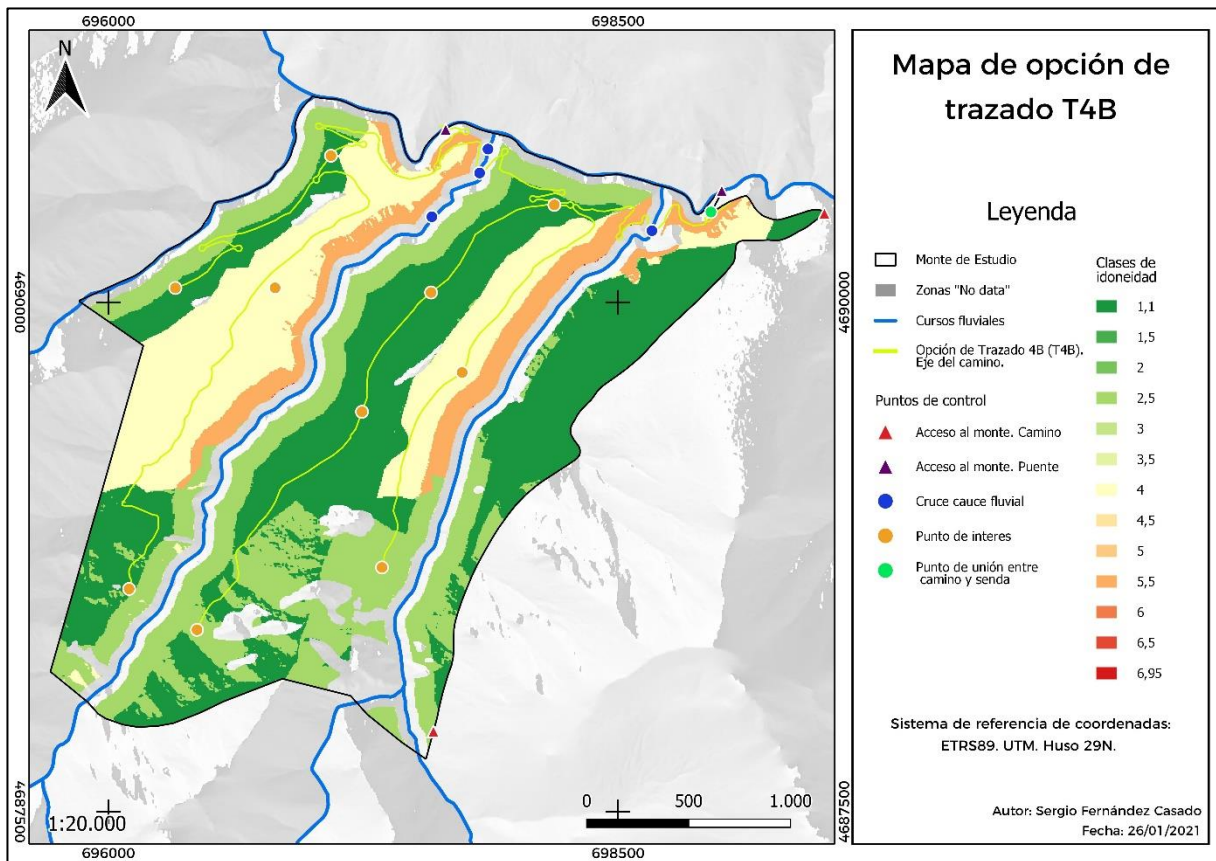 696000
698500
N
4690000
4690000
4687500
4687500
1:20.000
0
500
1.000
696000
698500
Mapa de opción de
trazado T4B
Leyenda
Monte de Estudio
Zonas "No data"
Cursos fluviales
Opción de Trazado 4B (T4B).
Eje del camino.
Puntos de control
Acceso al monte. Camino
Acceso al monte. Puente
Cruce cauce fluvial
Punto de interes
Punto de unión entre
camino y senda
Clases de
idoneidad
1,1
1,5
2
2,5
3
3,5
4
4,5
5
5,5
6
6,5
6,95
Sistema de referencia de coordenadas:
ETRS89. UTM. Huso 29N.
Autor: Sergio Fernández Casado
Fecha: 26/01/2021